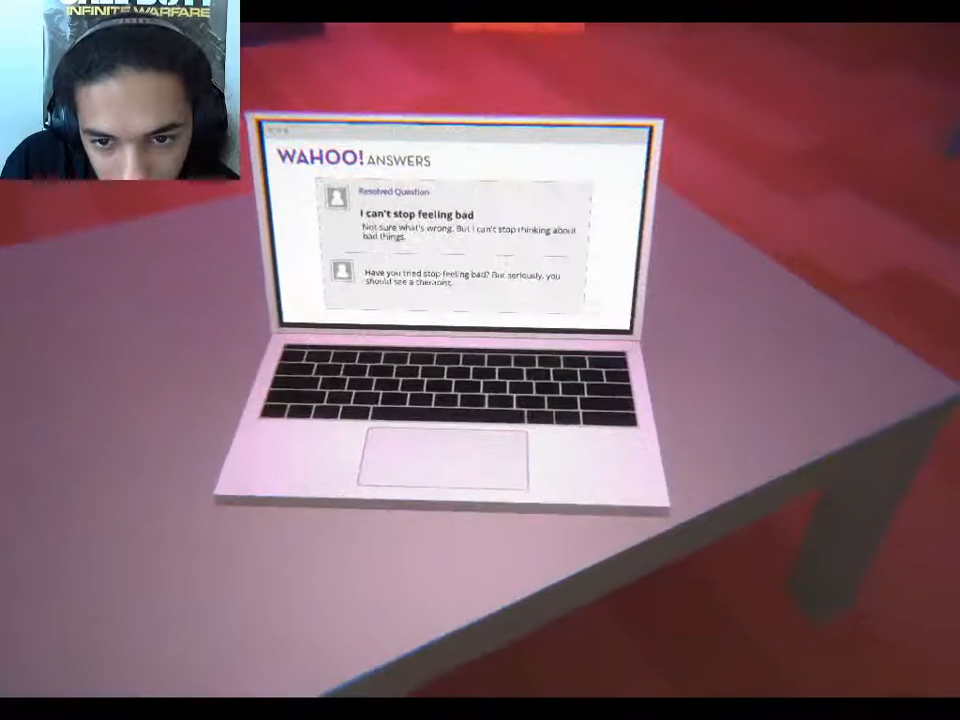 INFINITE WARFARE
WAHOO! ANSWERS
Resolved Question
I can't stop feeling bad
Not sure what's wrong. But I can't stop thinking about
bad things.
Have you tried stop feeling bad? But seriously, you
should see a therapist.